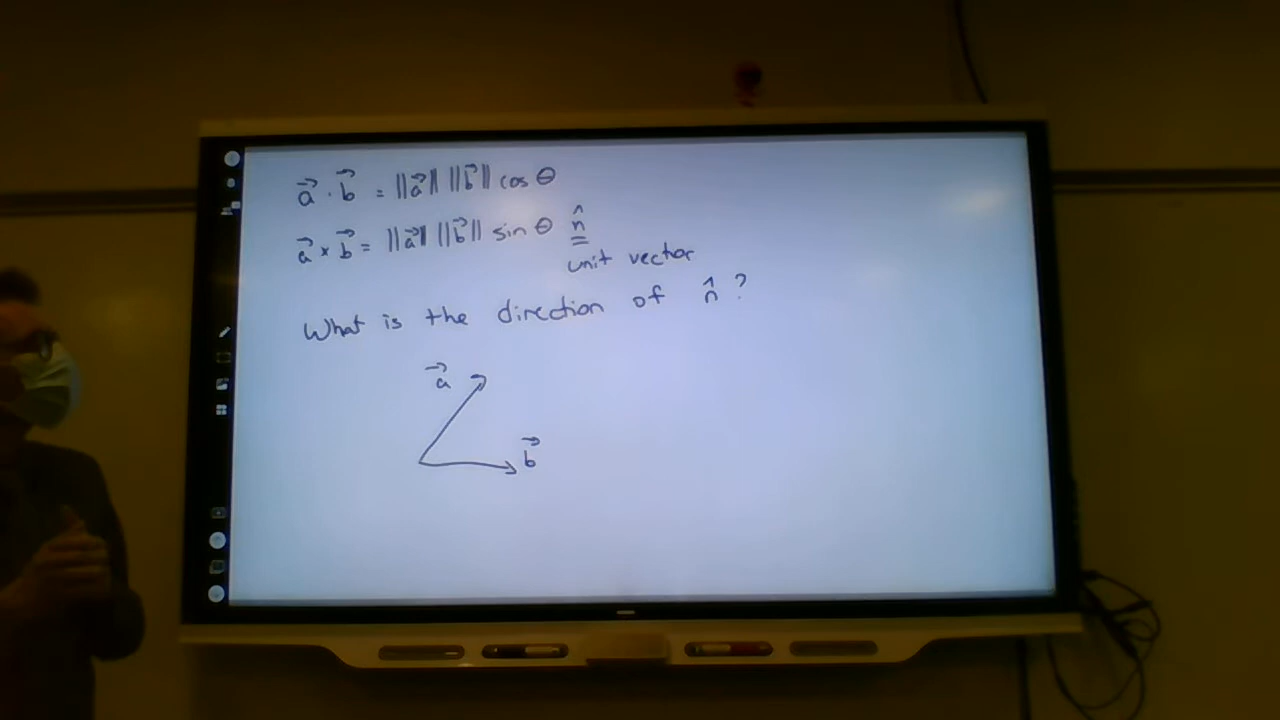 a⃗ · b⃗ = ||a⃗|| ||b⃗|| cos θ
a⃗ × b⃗ = ||a⃗|| ||b⃗|| sin θ n̂
unit vector
What is the direction of n̂ ?
a⃗
b⃗